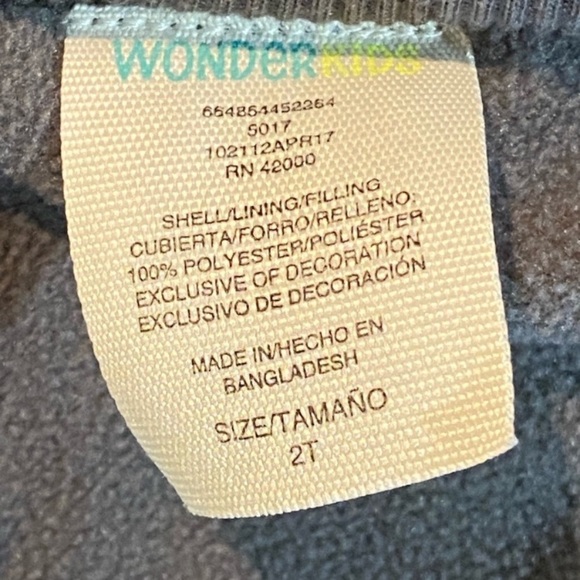 WONDERKIDS
664864452264
5017
102112APR17
RN 42000
SHELL/LINING/FILLING
CUBIERTA/FORRO/RELLENO:
100% POLYESTER/POLIÉSTER
EXCLUSIVE OF DECORATION
EXCLUSIVO DE DECORACIÓN
MADE IN/HECHO EN
BANGLADESH
SIZE/TAMAÑO
2T